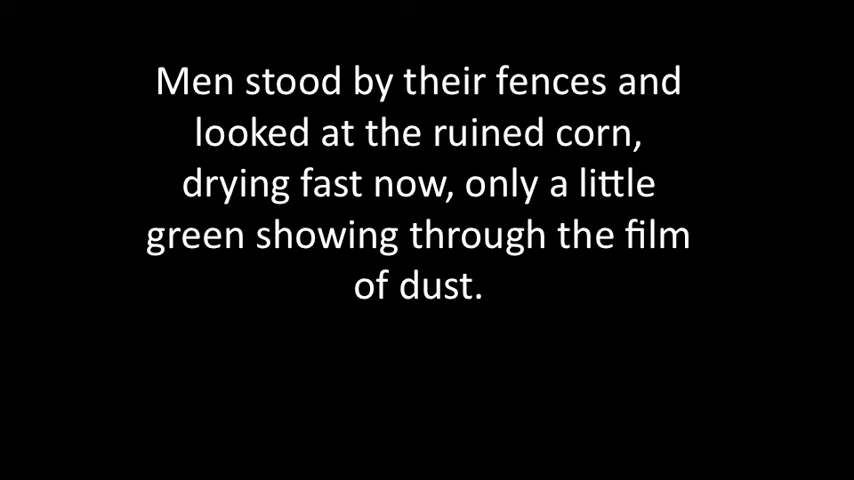 Men stood by their fences and
looked at the ruined corn,
drying fast now, only a little
green showing through the film
of dust.